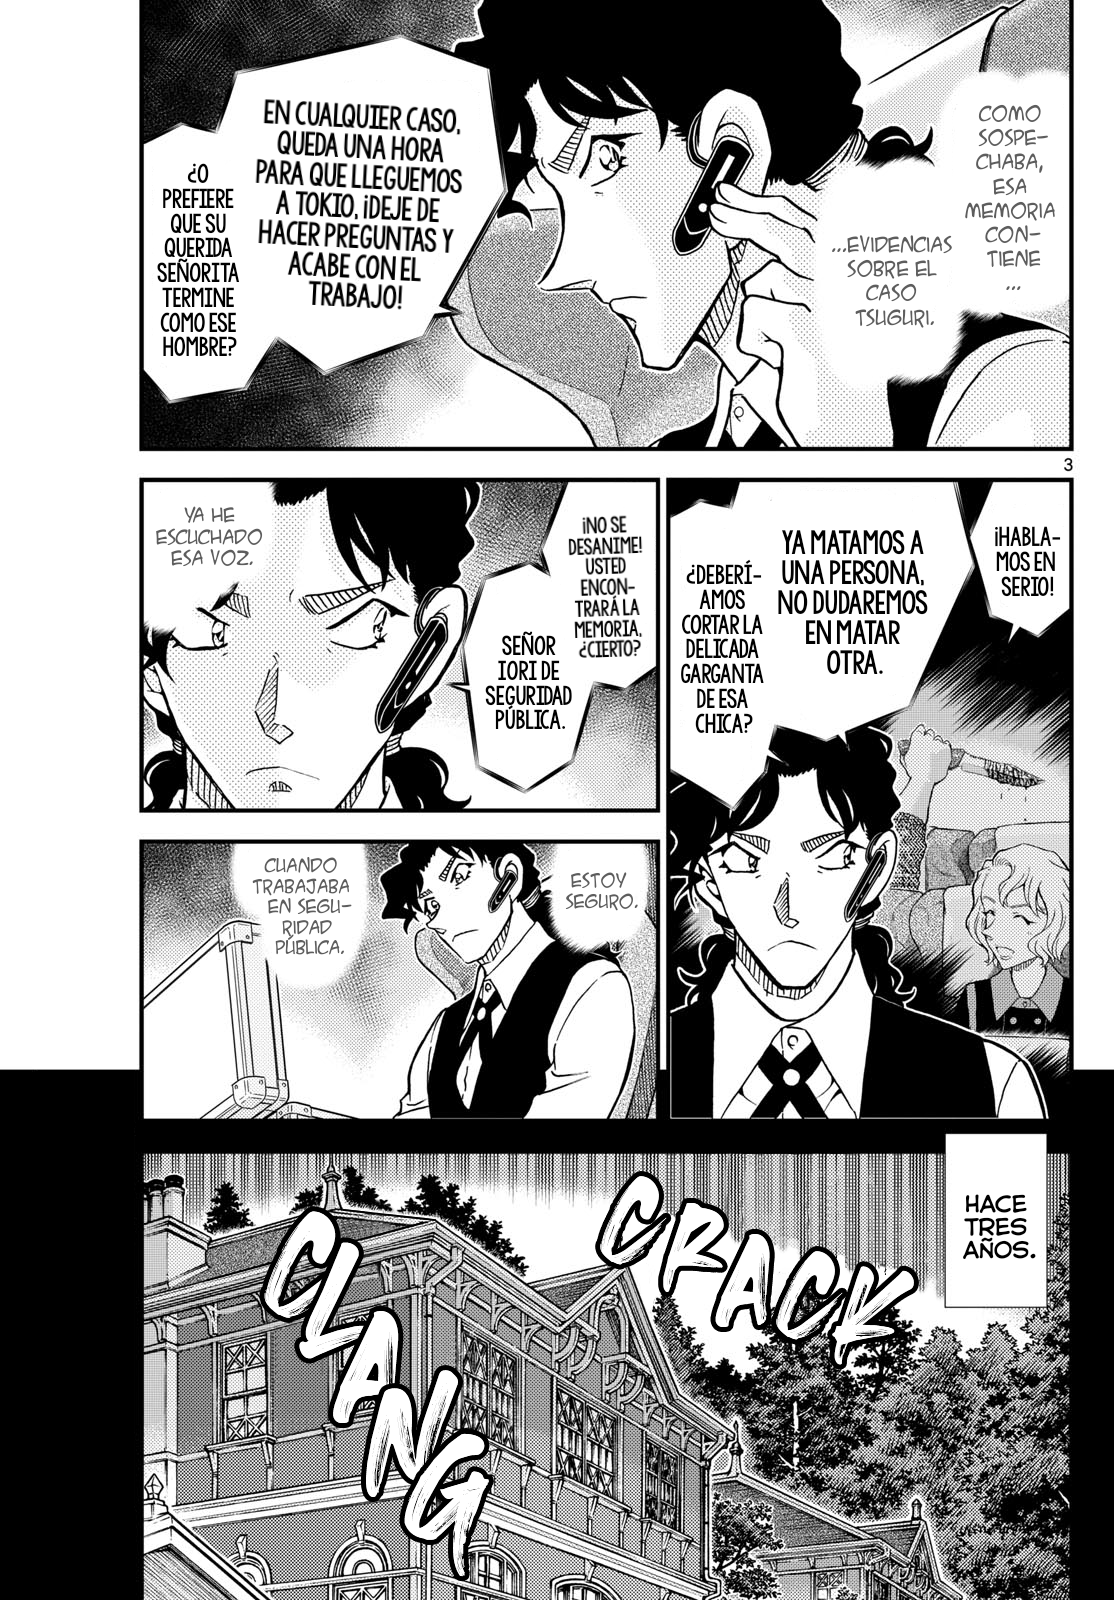 COMO
SOSPE-
CHABA,
ESA
MEMORIA
CON-
TIENE
...
...EVIDENCIAS
SOBRE EL
CASO
TSUGURI.
EN CUALQUIER CASO,
QUEDA UNA HORA
PARA QUE LLEGUEMOS
A TOKIO, ¡DEJE DE
HACER PREGUNTAS Y
ACABE CON EL
TRABAJO!
¿O
PREFIERE
QUE SU
QUERIDA
SEÑORITA
TERMINE
COMO ESE
HOMBRE?
3
¡HABLA-
MOS EN
SERIO!
YA MATAMOS A
UNA PERSONA,
NO DUDAREMOS
EN MATAR
OTRA.
¿DEBERÍ-
AMOS
CORTAR LA
DELICADA
GARGANTA
DE ESA
CHICA?
¡NO SE
DESANIME!
USTED
ENCON-
TRARÁ LA
MEMORIA,
¿CIERTO?
SEÑOR
IORI DE
SEGURIDAD
PÚBLICA.
YA HE
ESCUCHADO
ESA VOZ.
ESTOY
SEGURO.
CUANDO
TRABAJABA
EN SEGU-
RIDAD
PÚBLICA.
HACE
TRES
AÑOS.
CRACK
CLANG